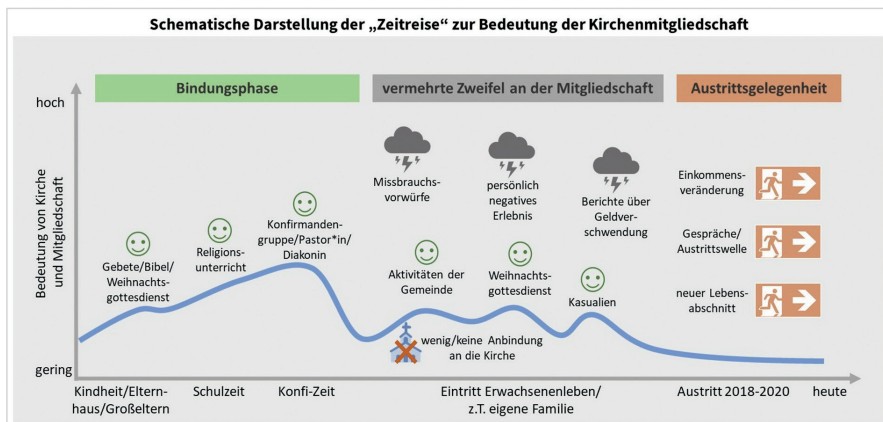 Schematische Darstellung der „Zeitreise“ zur Bedeutung der Kirchenmitgliedschaft
Bindungsphase
vermehrte Zweifel an der Mitgliedschaft
Austrittsgelegenheit
hoch
Bedeutung von Kirche
und Mitgliedschaft
gering
Gebete/Bibel/
Weihnachts-
gottesdienst
Religions-
unterricht
Konfirmanden-
gruppe/Pastor*in/
Diakonin
Missbrauchs-
vorwürfe
persönlich
negatives
Erlebnis
Berichte über
Geldver-
schwendung
Aktivitäten der
Gemeinde
Weihnachts-
gottesdienst
Kasualien
wenig/keine Anbindung
an die Kirche
Einkommens-
veränderung
Gespräche/
Austrittswelle
neuer Lebens-
abschnitt
Kindheit/Eltern-
haus/Großeltern
Schulzeit
Konfi-Zeit
Eintritt Erwachsenenleben/
z.T. eigene Familie
Austritt 2018-2020
heute